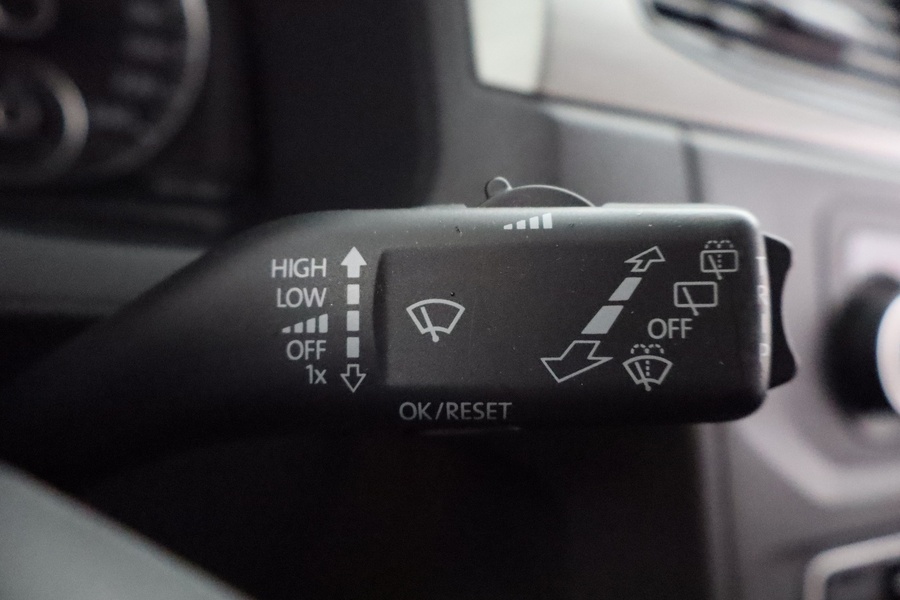 HIGH
LOW
OFF
1x
OFF
OK/RESET